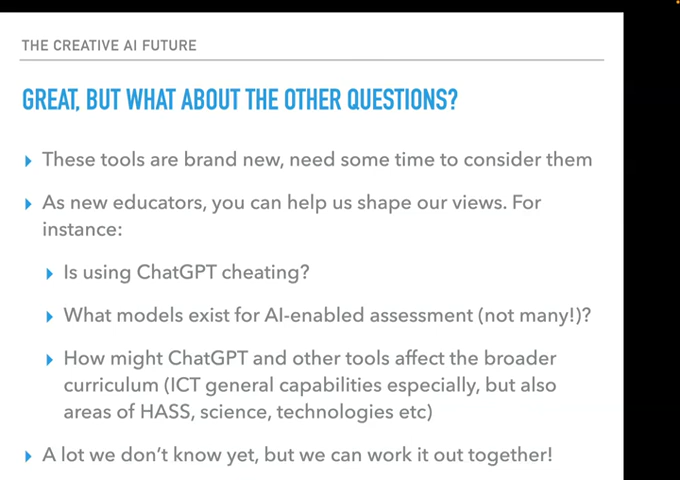 THE CREATIVE AI FUTURE
GREAT, BUT WHAT ABOUT THE OTHER QUESTIONS?
These tools are brand new, need some time to consider them
As new educators, you can help us shape our views. For
instance:
Is using ChatGPT cheating?
What models exist for AI-enabled assessment (not many!)?
How might ChatGPT and other tools affect the broader
curriculum (ICT general capabilities especially, but also
areas of HASS, science, technologies etc)
A lot we don't know yet, but we can work it out together!